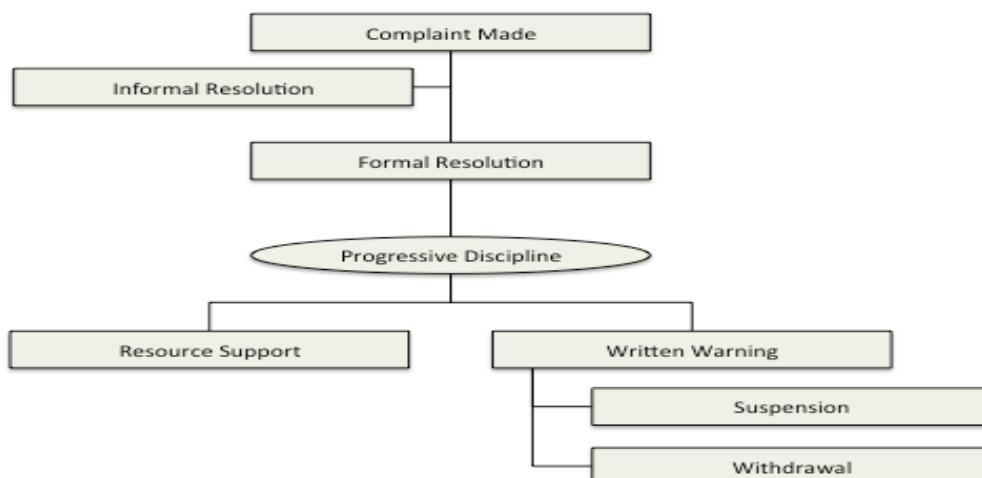 Complaint Made
Informal Resolution
Formal Resolution
Progressive Discipline
Resource Support
Written Warning
Suspension
Withdrawal